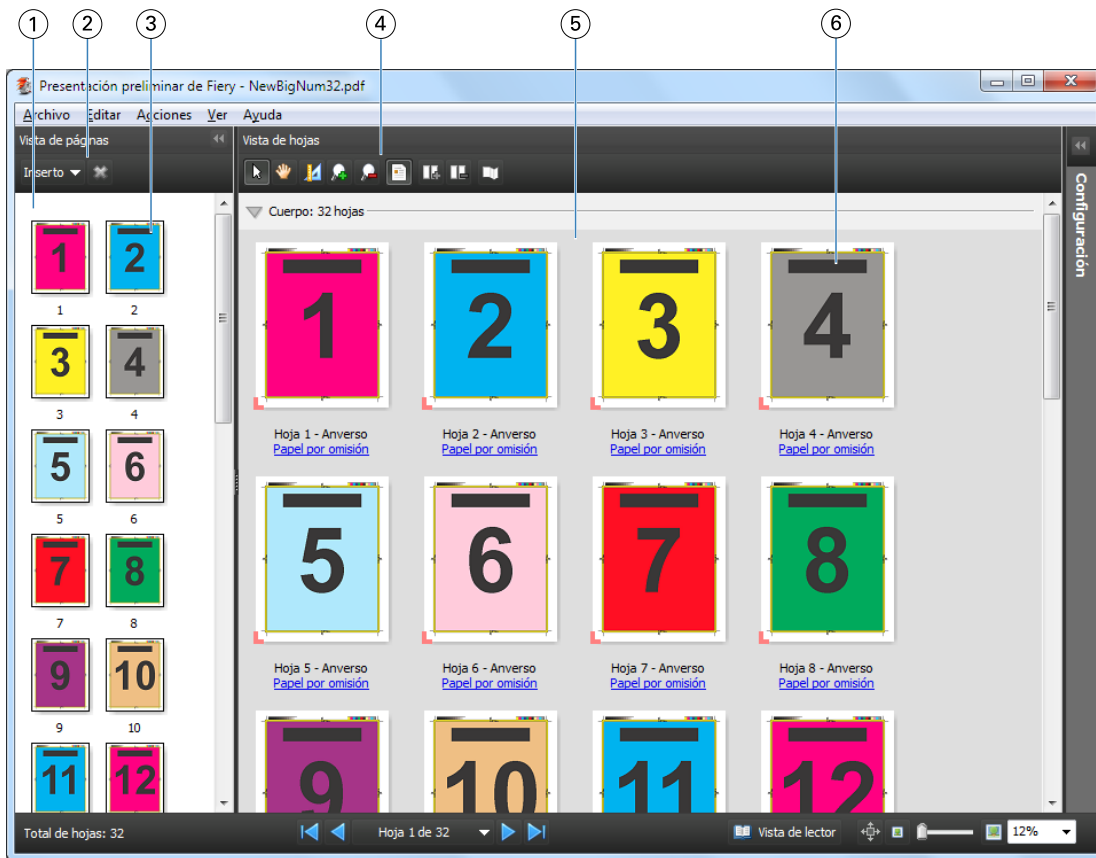 1 2 3 4 5 6
Presentación preliminar de Fiery - NewBigNum32.pdf
Archivo Editar Acciones Ver Ayuda
Vista de páginas
Inserto
1 2
1 2
3 4
3 4
5 6
5 6
7 8
7 8
9 10
9 10
11 12
Vista de hojas
Cuerpo: 32 hojas
1 2 3 4
Hoja 1 - Anverso Hoja 2 - Anverso Hoja 3 - Anverso Hoja 4 - Anverso
Papel por omisión Papel por omisión Papel por omisión Papel por omisión
5 6 7 8
Hoja 5 - Anverso Hoja 6 - Anverso Hoja 7 - Anverso Hoja 8 - Anverso
Papel por omisión Papel por omisión Papel por omisión Papel por omisión
9 10 11 12
Configuración
Total de hojas: 32
Hoja 1 de 32
Vista de lector
12%